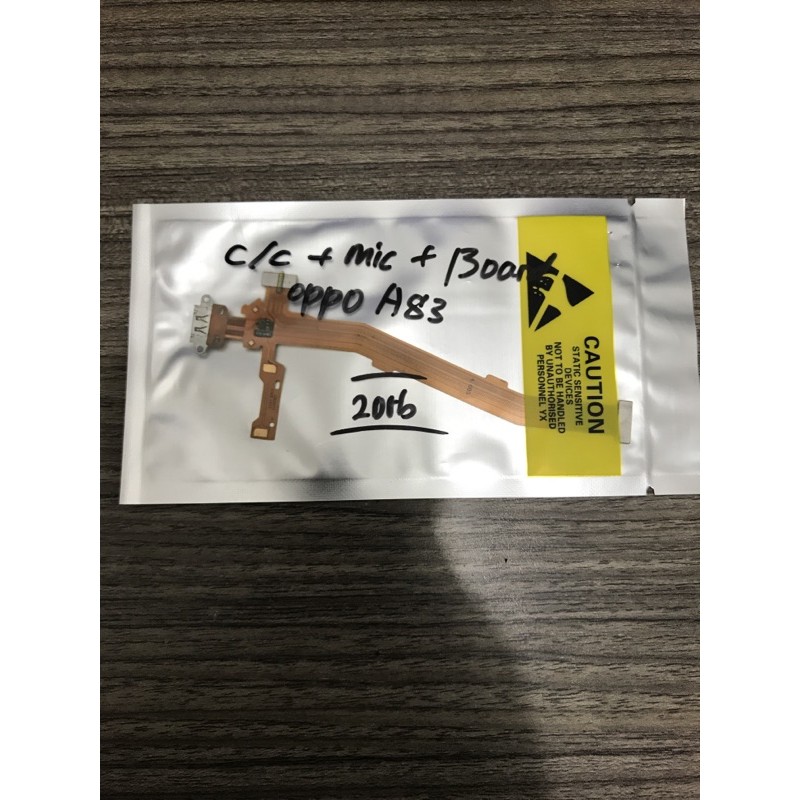 c/c + mic + Board
oppo A83
2016
CAUTION
STATIC SENSITIVE
DEVICES
NOT TO BE HANDLED
BY UNAUTHORISED
PERSONNEL YX